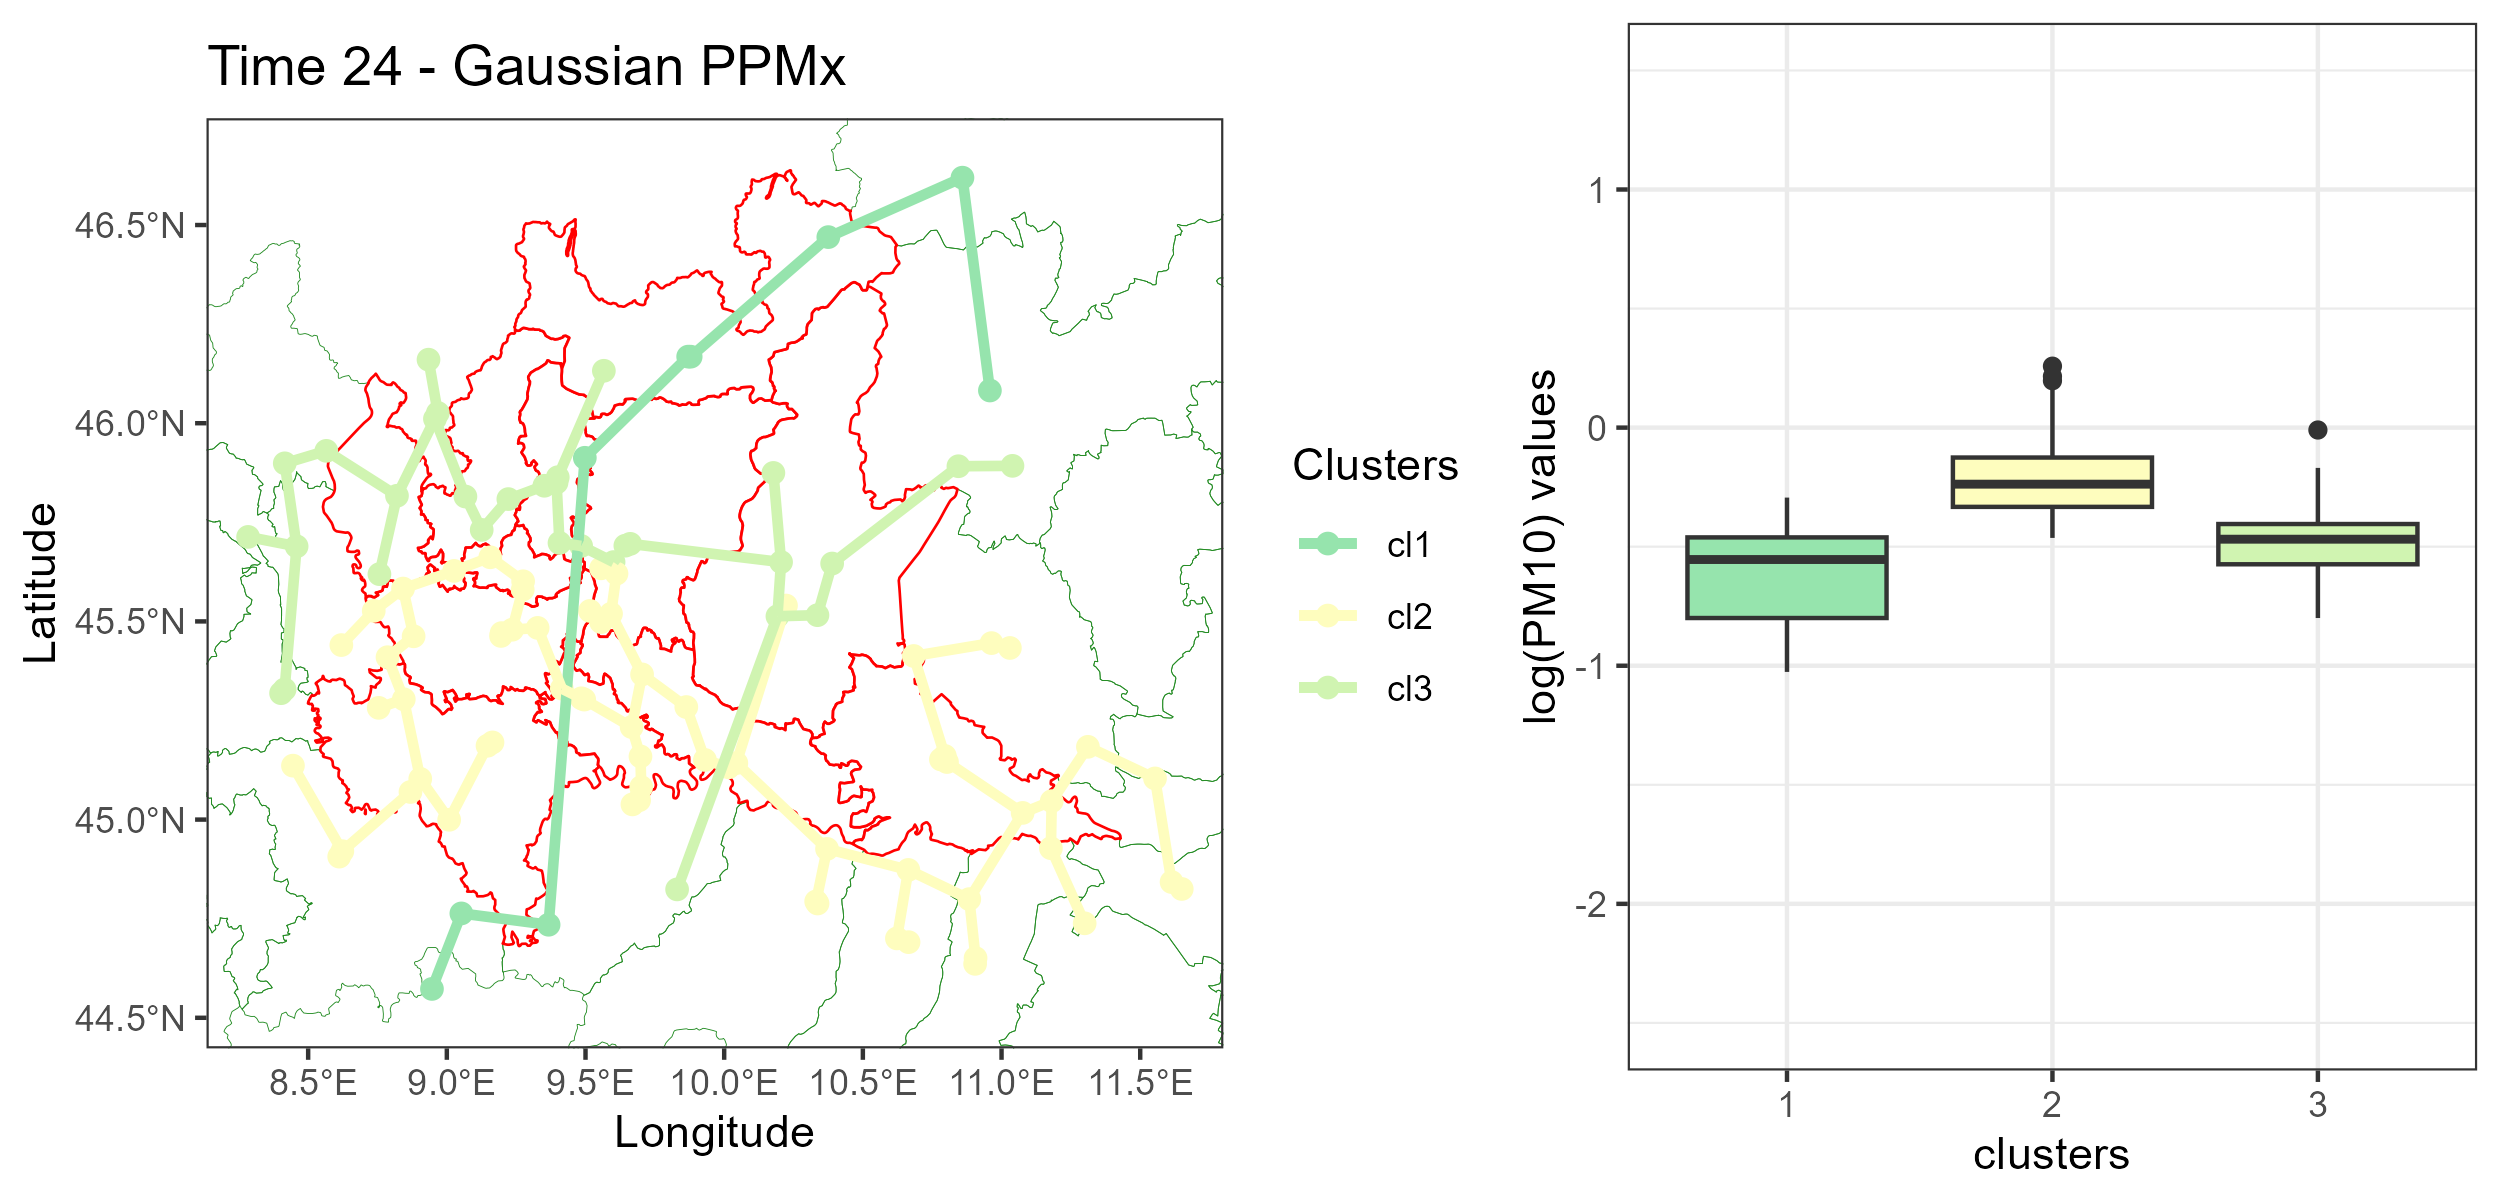 Time 24 - Gaussian PPMx
Latitude
46.5°N
46.0°N
45.5°N
45.0°N
44.5°N
8.5°E
9.0°E
9.5°E
10.0°E
10.5°E
11.0°E
11.5°E
Longitude
Clusters
cl1
cl2
cl3
log(PM10) values
1
0
-1
-2
1
2
3
clusters